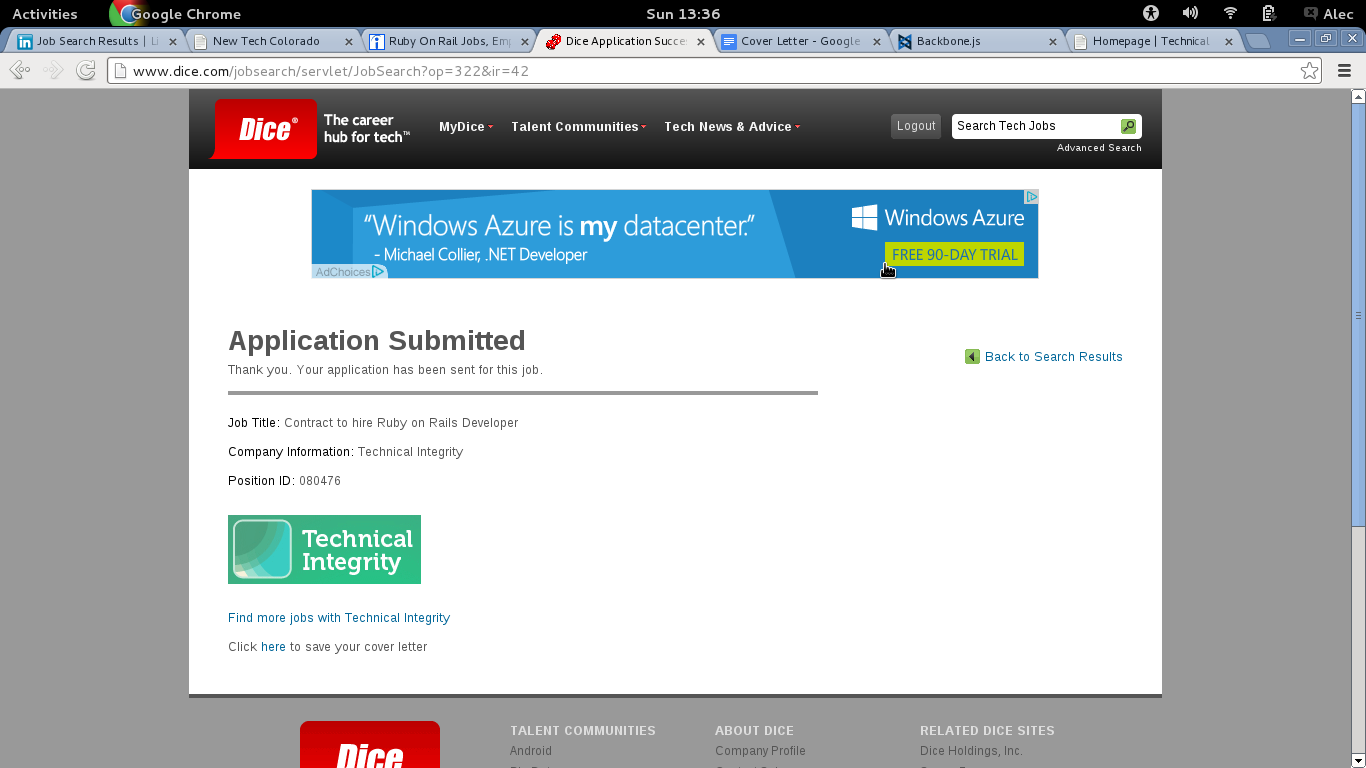 Activities
Google Chrome
Sun 13:36
Alec
Job Search Results | Li
New Tech Colorado
Ruby On Rail Jobs, Emp
Dice Application Succe
Cover Letter - Google
Backbone.js
Homepage | Technical
www.dice.com/jobsearch/servlet/JobSearch?op=322&ir=42
Dice®
The career
hub for tech™
MyDice
Talent Communities
Tech News & Advice
Logout
Search Tech Jobs
Advanced Search
“Windows Azure is my datacenter.”
- Michael Collier, .NET Developer
Windows Azure
FREE 90-DAY TRIAL
AdChoices
Application Submitted
Thank you. Your application has been sent for this job.
Back to Search Results
Job Title: Contract to hire Ruby on Rails Developer
Company Information: Technical Integrity
Position ID: 080476
Technical
Integrity
Find more jobs with Technical Integrity
Click here to save your cover letter
Dice
TALENT COMMUNITIES
ABOUT DICE
RELATED DICE SITES
Android
Company Profile
Dice Holdings, Inc.